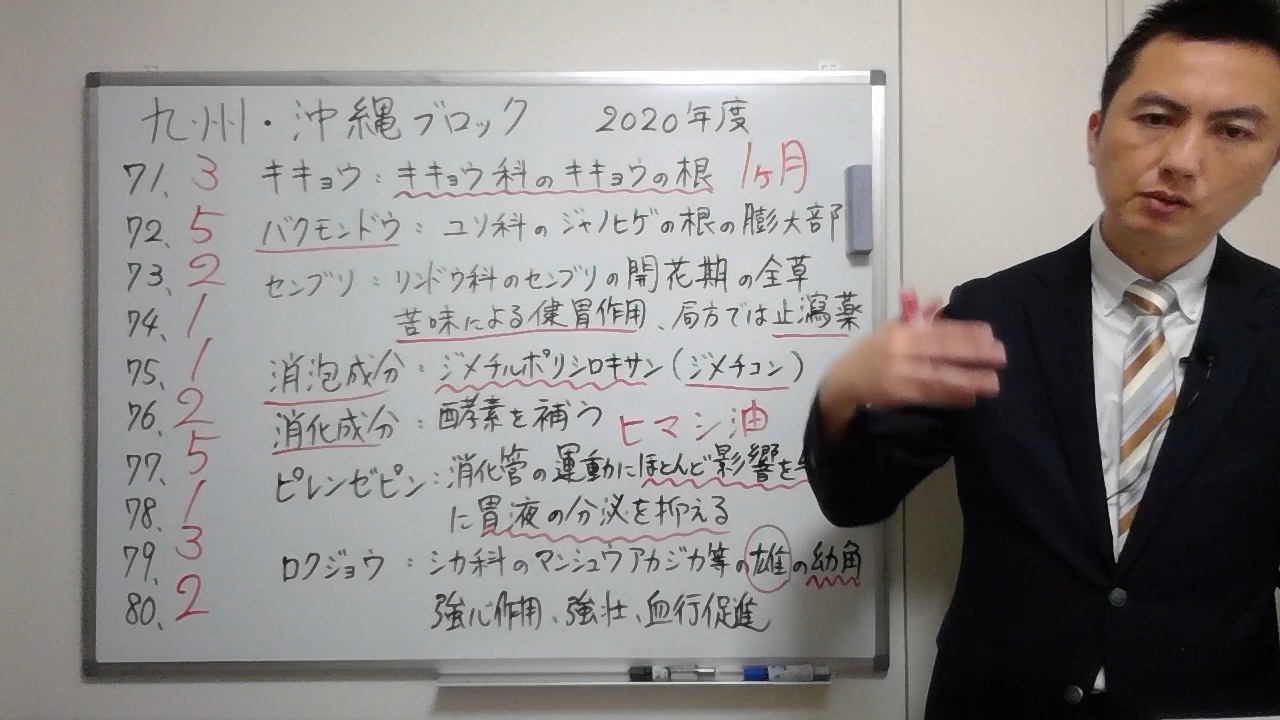 九州・沖縄ブロック 2020年度
71. 3 キキョウ：キキョウ科のキキョウの根 1ヶ月
72. 5 バクモンドウ：ユリ科のジャノヒゲの根の膨大部
73. 2 センブリ：リンドウ科のセンブリの開花期の全草
74. 1 苦味による健胃作用、局方では止瀉薬
75. 1 消泡成分：ジメチルポリシロキサン（ジメチコン）
76. 2 消化成分：酵素を補う ヒマシ油
77. 5 ピレンゼピン：消化管の運動にほとんど影響を
78. 1 に胃液の分泌を抑える
79. 3 ロクジョウ：シカ科のマンシュウアカジカ等の雄の幼角
80. 2 強心作用、強壮、血行促進